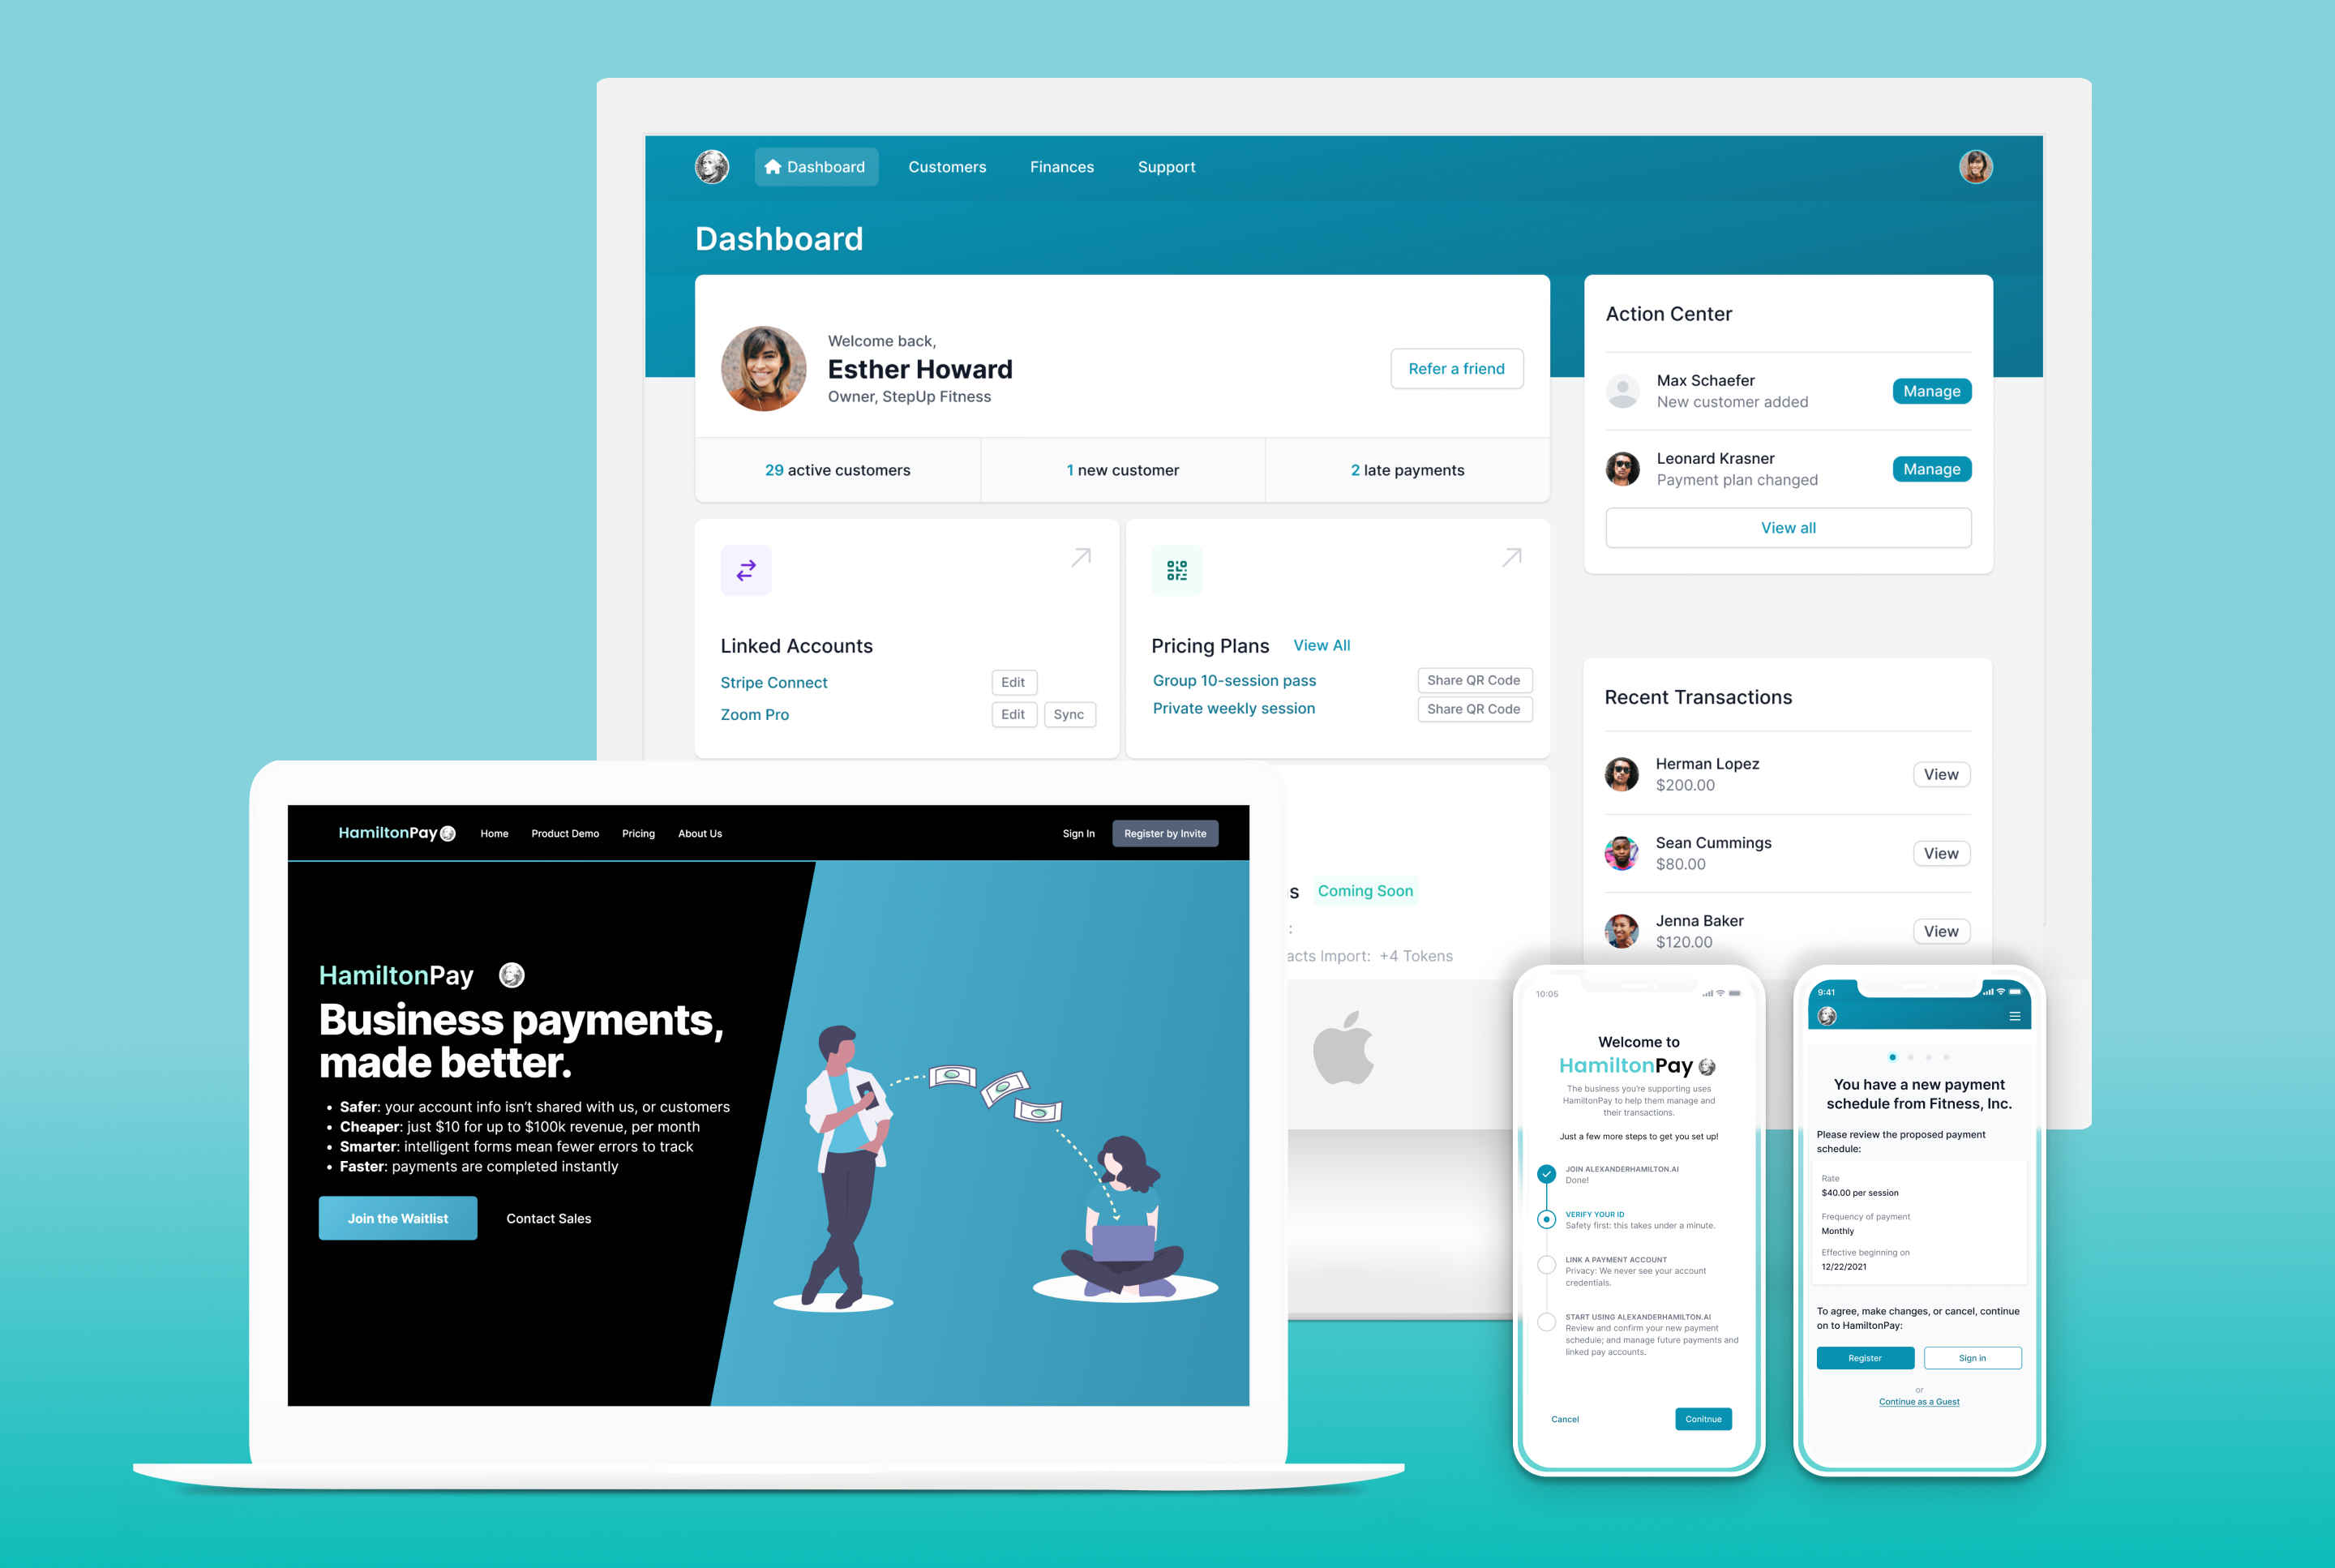 Dashboard
Customers
Finances
Support
Dashboard
Welcome back,
Esther Howard
Owner, StepUp Fitness
Refer a friend
29 active customers
1 new customer
2 late payments
Action Center
Max Schaefer
New customer added
Manage
Leonard Krasner
Payment plan changed
Manage
View all
Linked Accounts
Stripe Connect
Edit
Zoom Pro
Edit
Sync
Pricing Plans
View All
Group 10-session pass
Share QR Code
Private weekly session
Share QR Code
Recent Transactions
Herman Lopez
$200.00
View
Sean Cummings
$80.00
View
Jenna Baker
$120.00
View
s
Coming Soon
:
acts Import: +4 Tokens
HamiltonPay
Home
Product Demo
Pricing
About Us
Sign In
Register by Invite
HamiltonPay
Business payments,
made better.
• Safer: your account info isn't shared with us, or customers
• Cheaper: just $10 for up to $100k revenue, per month
• Smarter: intelligent forms mean fewer errors to track
• Faster: payments are completed instantly
Join the Waitlist
Contact Sales
10:05
Welcome to
HamiltonPay
The business you're supporting uses
HamiltonPay to help them manage and
their transactions.
Just a few more steps to get you set up!
JOIN ALEXANDERHAMILTON.AI
Done!
VERIFY YOUR ID
Safety first: this takes under a minute.
LINK A PAYMENT ACCOUNT
Privacy: We never see your account
credentials.
START USING ALEXANDERHAMILTON.AI
Review and confirm your new payment
schedule; and manage future payments and
linked pay accounts.
Cancel
Conitnue
9:41
You have a new payment
schedule from Fitness, Inc.
Please review the proposed payment
schedule:
Rate
$40.00 per session
Frequency of payment
Monthly
Effective beginning on
12/22/2021
To agree, make changes, or cancel, continue
on to HamiltonPay:
Register
Sign in
or
Continue as a Guest